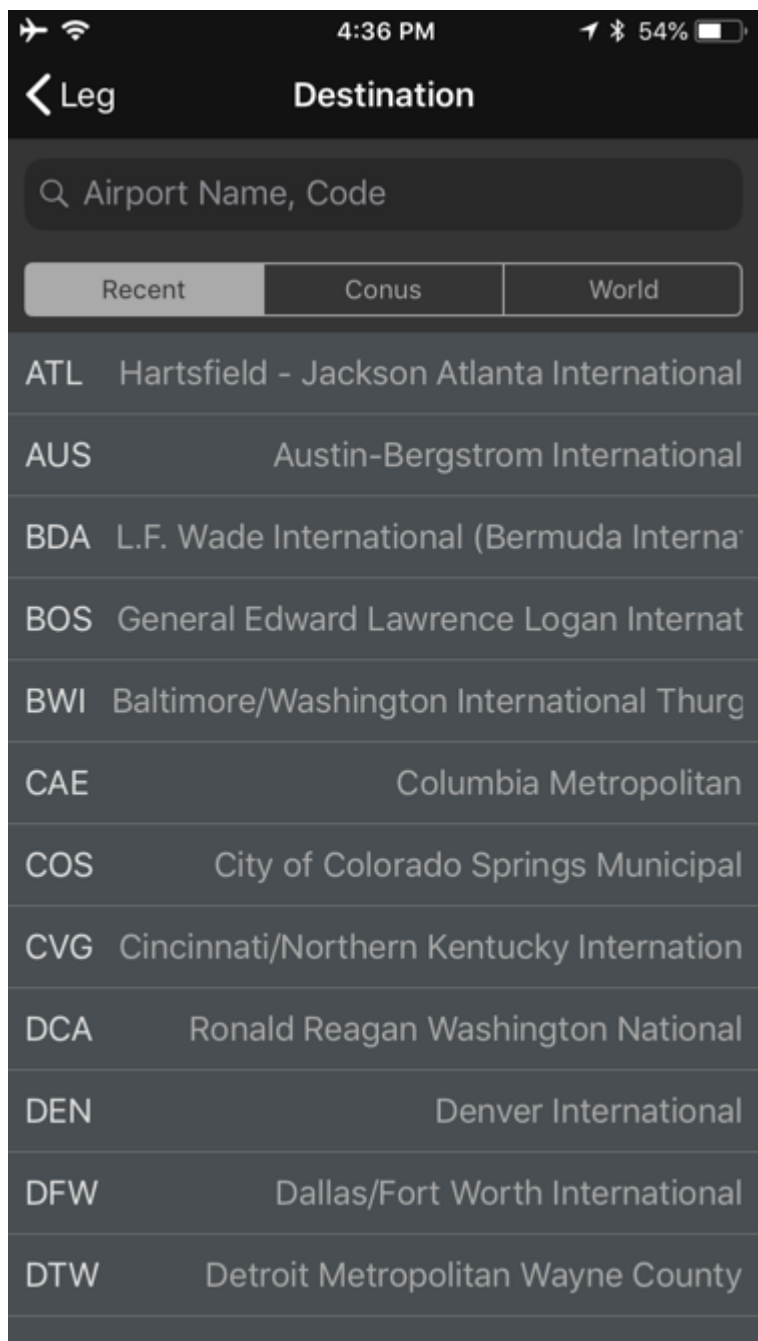 4:36 PM 54%
Leg Destination
Airport Name, Code
Recent Conus World
ATL Hartsfield - Jackson Atlanta International
AUS Austin-Bergstrom International
BDA L.F. Wade International (Bermuda Interna
BOS General Edward Lawrence Logan Internat
BWI Baltimore/Washington International Thurg
CAE Columbia Metropolitan
COS City of Colorado Springs Municipal
CVG Cincinnati/Northern Kentucky Internation
DCA Ronald Reagan Washington National
DEN Denver International
DFW Dallas/Fort Worth International
DTW Detroit Metropolitan Wayne County